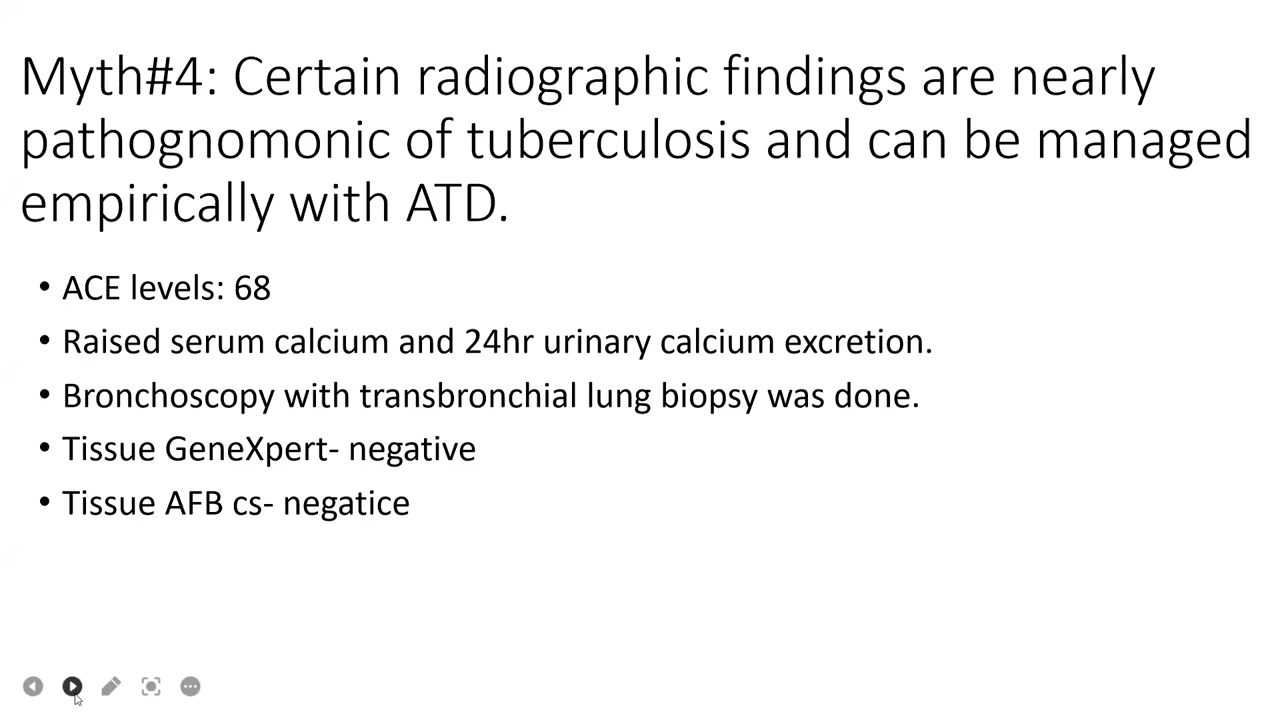 Myth#4: Certain radiographic findings are nearly
pathognomonic of tuberculosis and can be managed
empirically with ATD.
• ACE levels: 68
• Raised serum calcium and 24hr urinary calcium excretion.
• Bronchoscopy with transbronchial lung biopsy was done.
• Tissue GeneXpert- negative
• Tissue AFB cs- negatice